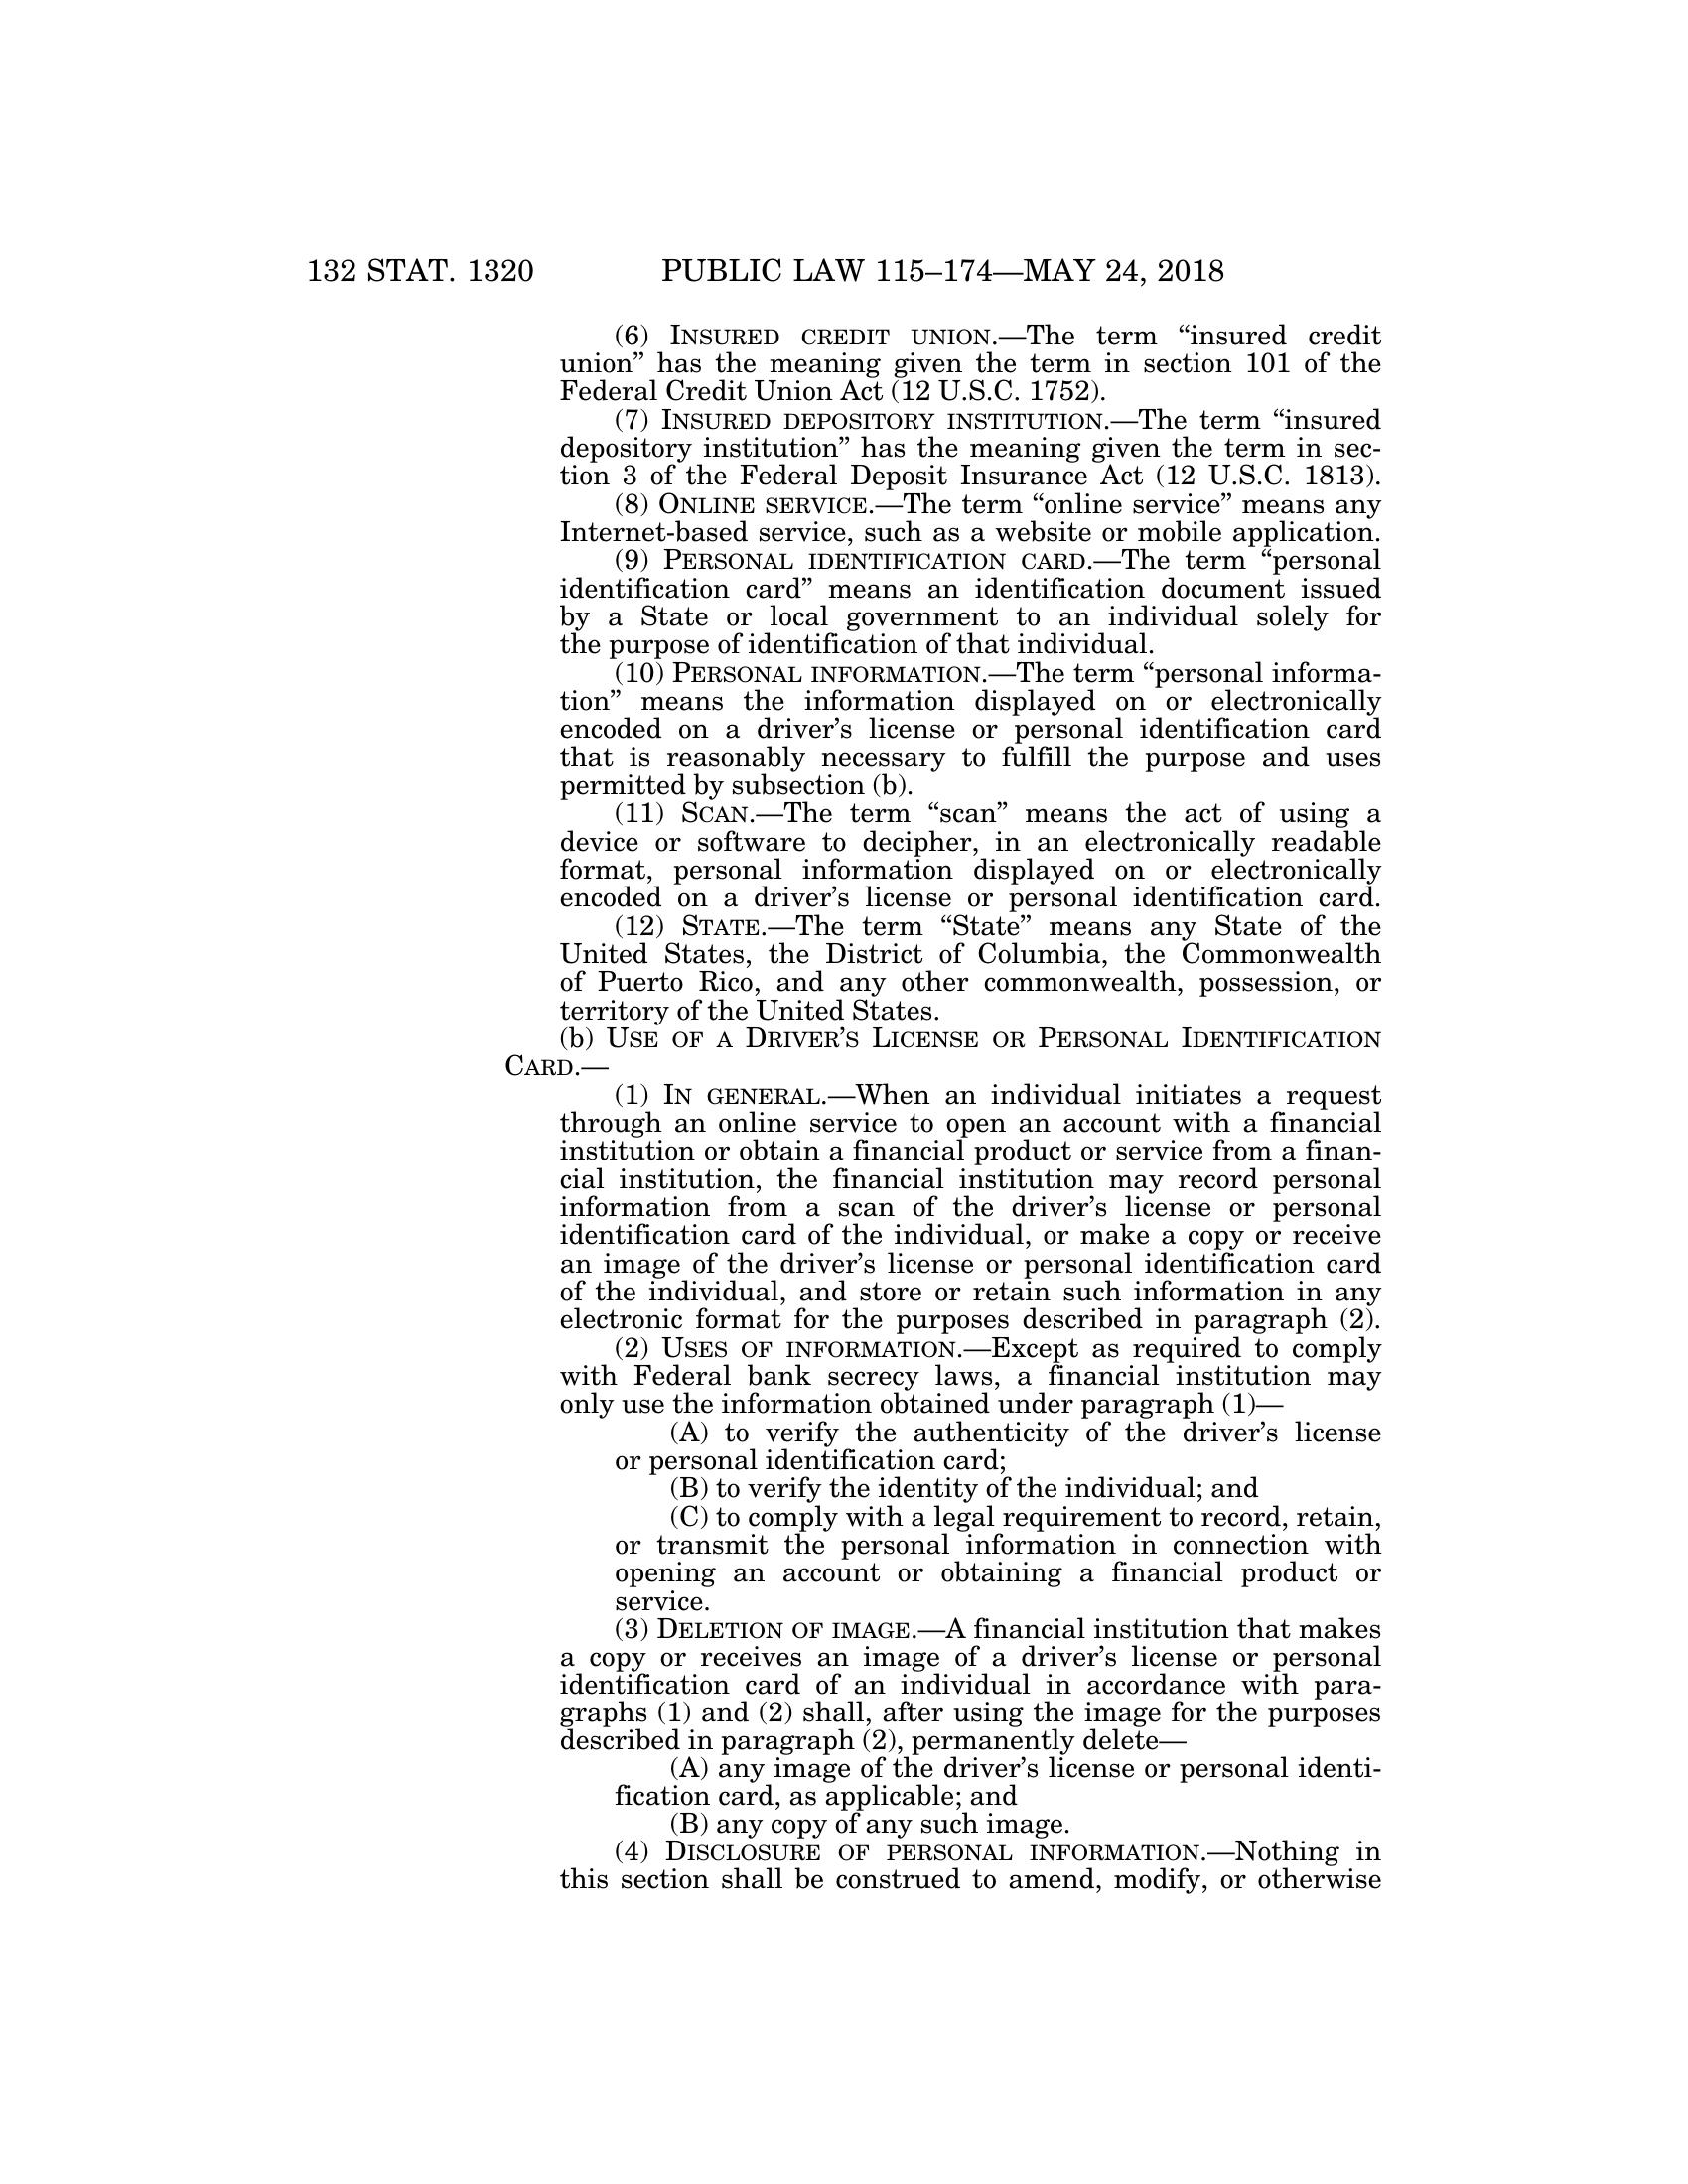 132 STAT. 1320 PUBLIC LAW 115–174—MAY 24, 2018
(6) INSURED CREDIT UNION.—The term “insured credit
union” has the meaning given the term in section 101 of the
Federal Credit Union Act (12 U.S.C. 1752).
(7) INSURED DEPOSITORY INSTITUTION.—The term “insured
depository institution” has the meaning given the term in sec-
tion 3 of the Federal Deposit Insurance Act (12 U.S.C. 1813).
(8) ONLINE SERVICE.—The term “online service” means any
Internet-based service, such as a website or mobile application.
(9) PERSONAL IDENTIFICATION CARD.—The term “personal
identification card” means an identification document issued
by a State or local government to an individual solely for
the purpose of identification of that individual.
(10) PERSONAL INFORMATION.—The term “personal informa-
tion” means the information displayed on or electronically
encoded on a driver’s license or personal identification card
that is reasonably necessary to fulfill the purpose and uses
permitted by subsection (b).
(11) SCAN.—The term “scan” means the act of using a
device or software to decipher, in an electronically readable
format, personal information displayed on or electronically
encoded on a driver’s license or personal identification card.
(12) STATE.—The term “State” means any State of the
United States, the District of Columbia, the Commonwealth
of Puerto Rico, and any other commonwealth, possession, or
territory of the United States.
(b) USE OF A DRIVER’S LICENSE OR PERSONAL IDENTIFICATION
CARD.—
(1) IN GENERAL.—When an individual initiates a request
through an online service to open an account with a financial
institution or obtain a financial product or service from a finan-
cial institution, the financial institution may record personal
information from a scan of the driver’s license or personal
identification card of the individual, or make a copy or receive
an image of the driver’s license or personal identification card
of the individual, and store or retain such information in any
electronic format for the purposes described in paragraph (2).
(2) USES OF INFORMATION.—Except as required to comply
with Federal bank secrecy laws, a financial institution may
only use the information obtained under paragraph (1)—
(A) to verify the authenticity of the driver’s license
or personal identification card;
(B) to verify the identity of the individual; and
(C) to comply with a legal requirement to record, retain,
or transmit the personal information in connection with
opening an account or obtaining a financial product or
service.
(3) DELETION OF IMAGE.—A financial institution that makes
a copy or receives an image of a driver’s license or personal
identification card of an individual in accordance with para-
graphs (1) and (2) shall, after using the image for the purposes
described in paragraph (2), permanently delete—
(A) any image of the driver’s license or personal identi-
fication card, as applicable; and
(B) any copy of any such image.
(4) DISCLOSURE OF PERSONAL INFORMATION.—Nothing in
this section shall be construed to amend, modify, or otherwise